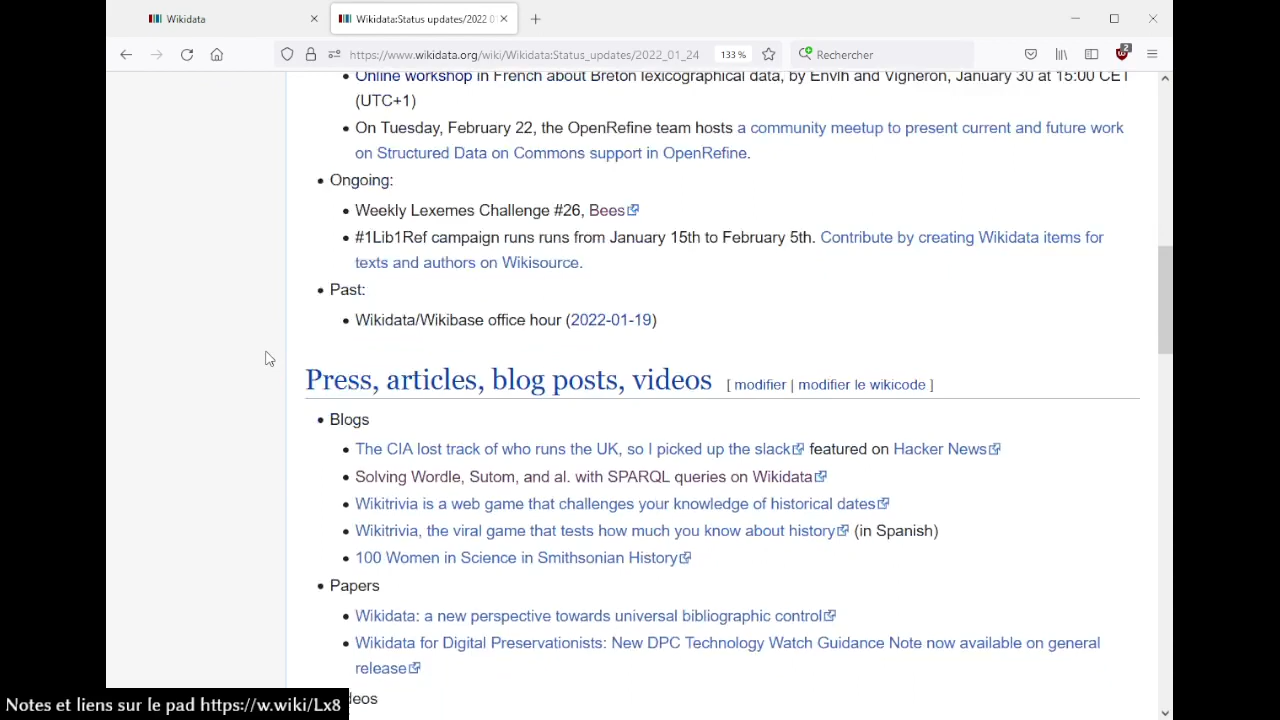 Wikidata
Wikidata:Status updates/2022 0
https://www.wikidata.org/wiki/Wikidata:Status_updates/2022_01_24
133 %
Rechercher
2
Online workshop in French about Breton lexicographical data, by Envlh and Vigneron, January 30 at 15:00 CET
(UTC+1)
On Tuesday, February 22, the OpenRefine team hosts a community meetup to present current and future work
on Structured Data on Commons support in OpenRefine.
Ongoing:
Weekly Lexemes Challenge #26, Bees
#1Lib1Ref campaign runs runs from January 15th to February 5th. Contribute by creating Wikidata items for
texts and authors on Wikisource.
Past:
Wikidata/Wikibase office hour (2022-01-19)
Press, articles, blog posts, videos [ modifier | modifier le wikicode ]
Blogs
The CIA lost track of who runs the UK, so I picked up the slack featured on Hacker News
Solving Wordle, Sutom, and al. with SPARQL queries on Wikidata
Wikitrivia is a web game that challenges your knowledge of historical dates
Wikitrivia, the viral game that tests how much you know about history (in Spanish)
100 Women in Science in Smithsonian History
Papers
Wikidata: a new perspective towards universal bibliographic control
Wikidata for Digital Preservationists: New DPC Technology Watch Guidance Note now available on general
release
deos
Notes et liens sur le pad https://w.wiki/Lx8